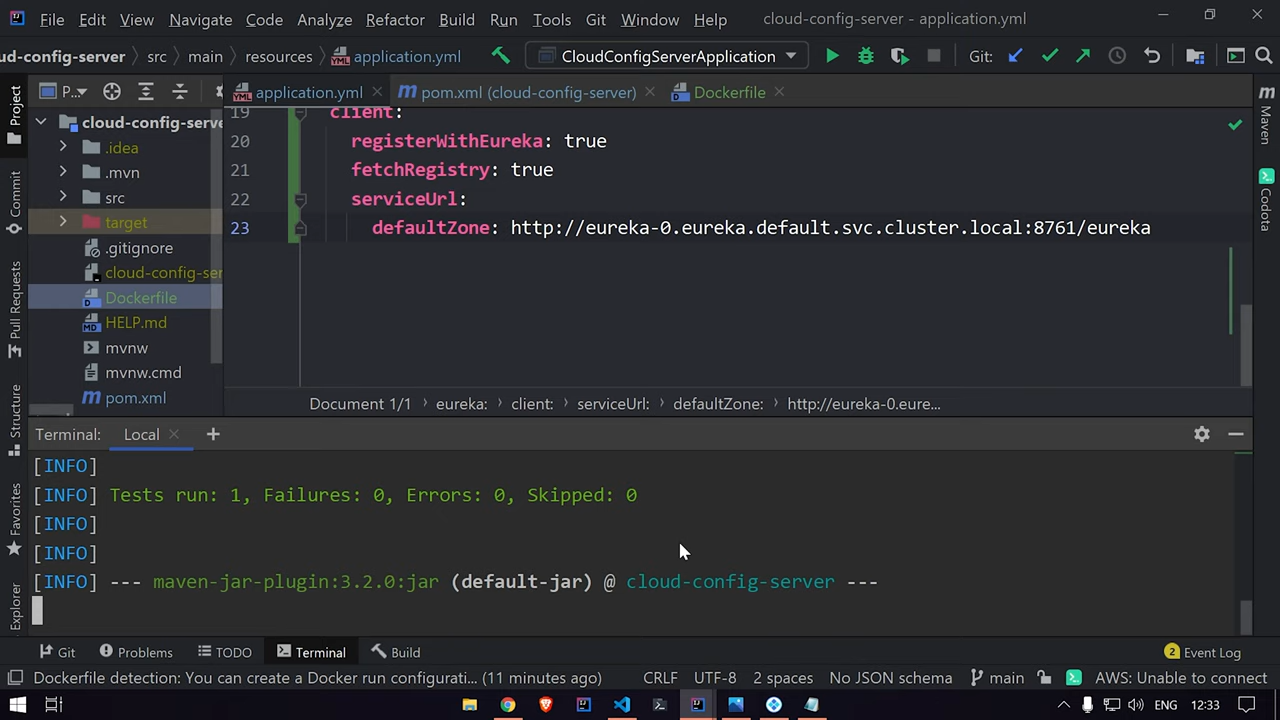 File Edit View Navigate Code Analyze Refactor Build Run Tools Git Window Help cloud-config-server - application.yml
oud-config-server src main resources application.yml CloudConfigServerApplication Git:
P... application.yml pom.xml (cloud-config-server) Dockerfile
cloud-config-serve
.idea
.mvn
src
target
.gitignore
cloud-config-ser
Dockerfile
HELP.md
mvnw
mvnw.cmd
pom.xml
19 client:
20 registerWithEureka: true
21 fetchRegistry: true
22 serviceUrl:
23 defaultZone: http://eureka-0.eureka.default.svc.cluster.local:8761/eureka
Document 1/1 eureka: client: serviceUrl: defaultZone: http://eureka-0.eure...
Project
Commit
Pull Requests
Structure
Favorites
Explorer
Maven
Codota
Terminal: Local
[INFO]
[INFO] Tests run: 1, Failures: 0, Errors: 0, Skipped: 0
[INFO]
[INFO]
[INFO] --- maven-jar-plugin:3.2.0:jar (default-jar) @ cloud-config-server ---
Git Problems TODO Terminal Build 2 Event Log
Dockerfile detection: You can create a Docker run configurati... (11 minutes ago) CRLF UTF-8 2 spaces No JSON schema main AWS: Unable to connect
ENG 12:33